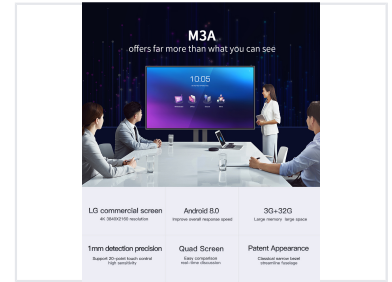 M3A
offers far more than what you can see
10:05
LG commercial screen
4K 3840X2160 resolution
Android 8.0
improve overall response speed
3G+32G
Large memory large space
1mm detection precision
Support 20-point touch control
high sensitivity
Quad Screen
Easy comparison
real-time discussion
Patent Appearance
Classical narrow bezel
streamline fuselage